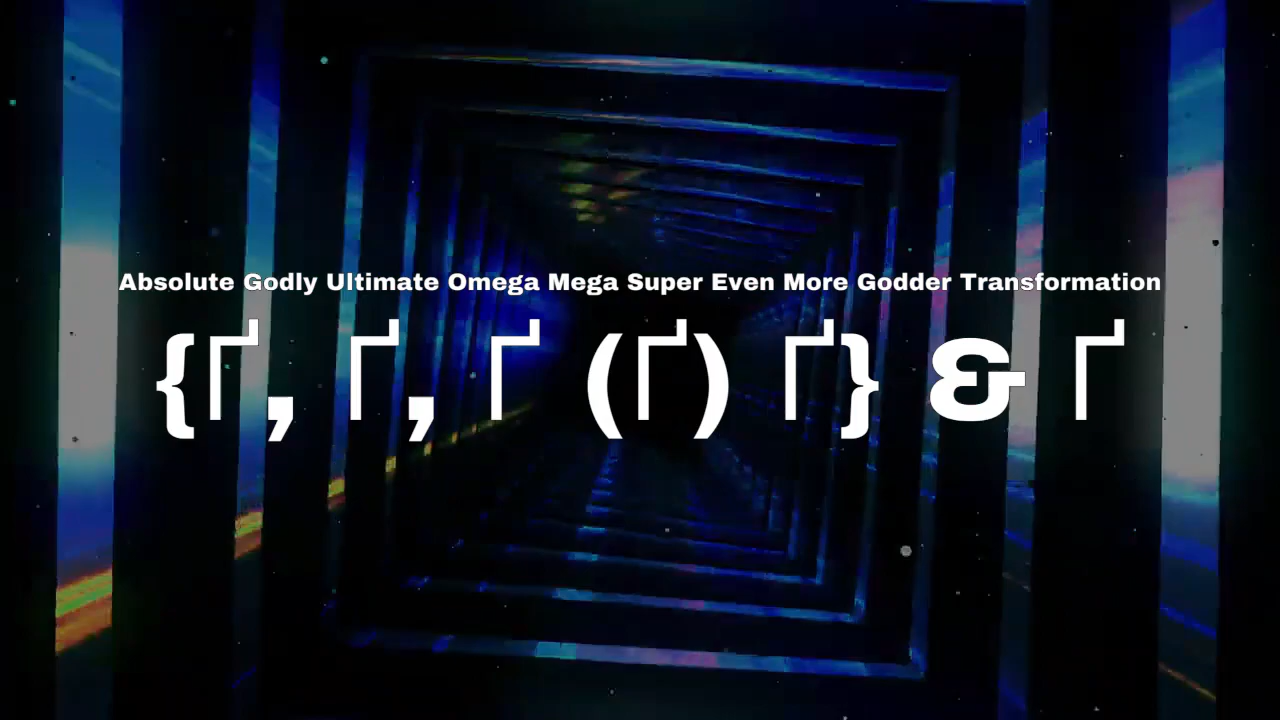 Absolute Godly Ultimate Omega Mega Super Even More Godder Transformation
{Ґ, Ґ, Ґ (Ґ) Ґ} & Ґ